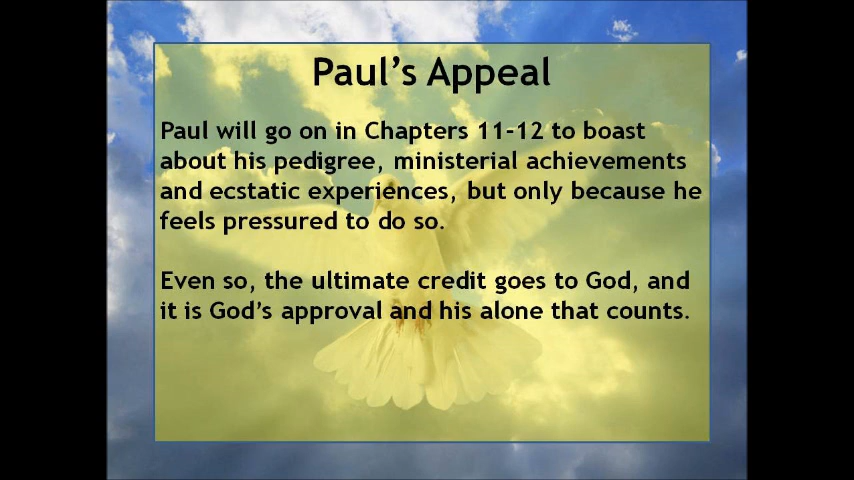 Paul’s Appeal
Paul will go on in Chapters 11-12 to boast
about his pedigree, ministerial achievements
and ecstatic experiences, but only because he
feels pressured to do so.
Even so, the ultimate credit goes to God, and
it is God’s approval and his alone that counts.